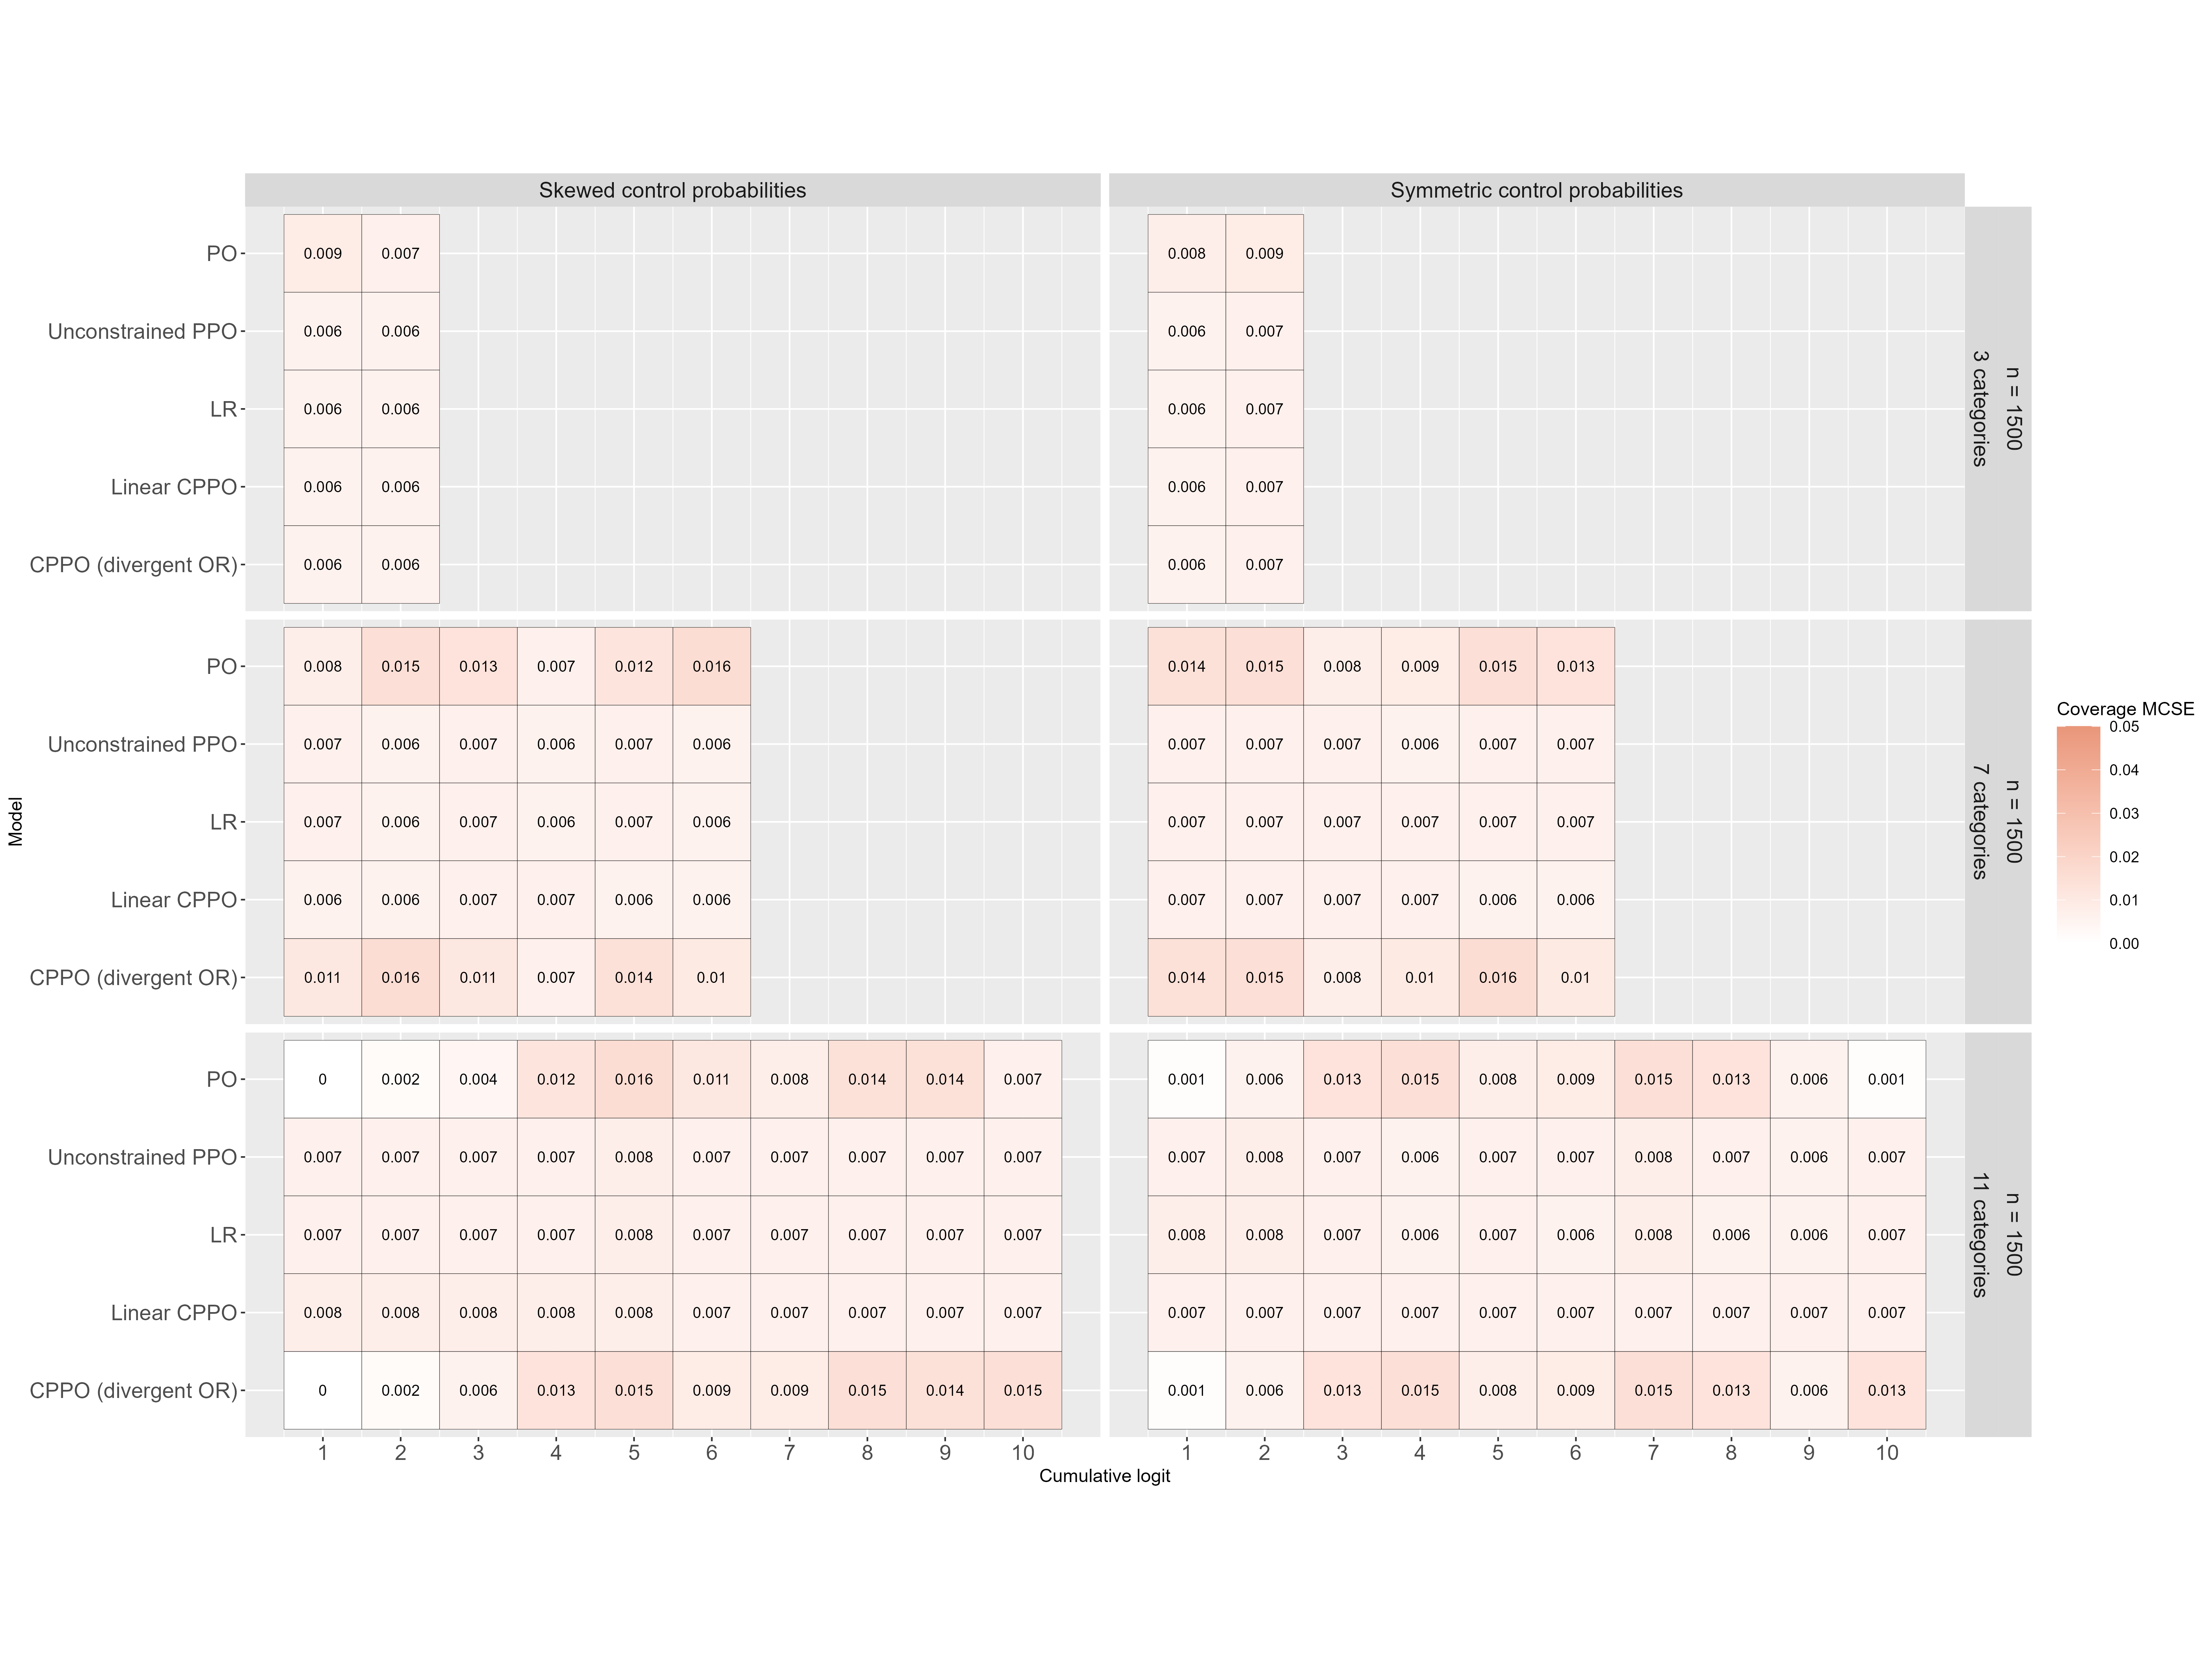 Skewed control probabilities
Symmetric control probabilities
PO 0.009 0.007 0.008 0.009
Unconstrained PPO 0.006 0.006 0.006 0.007
LR 0.006 0.006 0.006 0.007
Linear CPPO 0.006 0.006 0.006 0.007
CPPO (divergent OR) 0.006 0.006 0.006 0.007
n = 1500
3 categories
PO 0.008 0.015 0.013 0.007 0.012 0.016 0.014 0.015 0.008 0.009 0.015 0.013
Unconstrained PPO 0.007 0.006 0.007 0.006 0.007 0.006 0.007 0.007 0.007 0.006 0.007 0.007
LR 0.007 0.006 0.007 0.006 0.007 0.006 0.007 0.007 0.007 0.007 0.007 0.007
Linear CPPO 0.006 0.006 0.007 0.007 0.006 0.006 0.007 0.007 0.007 0.007 0.006 0.006
CPPO (divergent OR) 0.011 0.016 0.011 0.007 0.014 0.01 0.014 0.015 0.008 0.01 0.016 0.01
n = 1500
7 categories
PO 0 0.002 0.004 0.012 0.016 0.011 0.008 0.014 0.014 0.007 0.001 0.006 0.013 0.015 0.008 0.009 0.015 0.013 0.006 0.001
Unconstrained PPO 0.007 0.007 0.007 0.007 0.008 0.007 0.007 0.007 0.007 0.007 0.007 0.008 0.007 0.006 0.007 0.007 0.008 0.007 0.006 0.007
LR 0.007 0.007 0.007 0.007 0.008 0.007 0.007 0.007 0.007 0.007 0.008 0.008 0.007 0.006 0.007 0.006 0.008 0.006 0.006 0.007
Linear CPPO 0.008 0.008 0.008 0.008 0.008 0.007 0.007 0.007 0.007 0.007 0.007 0.007 0.007 0.007 0.007 0.007 0.007 0.007 0.007 0.007
CPPO (divergent OR) 0 0.002 0.006 0.013 0.015 0.009 0.009 0.015 0.014 0.015 0.001 0.006 0.013 0.015 0.008 0.009 0.015 0.013 0.006 0.013
n = 1500
11 categories
1 2 3 4 5 6 7 8 9 10 1 2 3 4 5 6 7 8 9 10
Cumulative logit
Model
Coverage MCSE
0.05
0.04
0.03
0.02
0.01
0.00